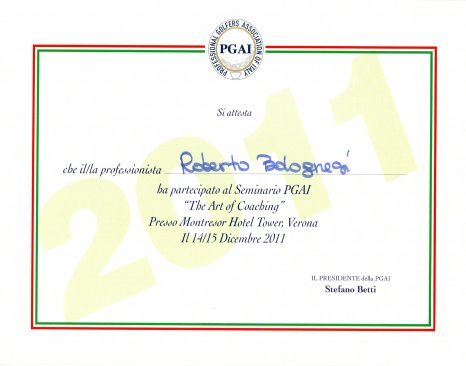 PROFESSIONAL GOLFERS ASSOCIATION OF ITALY
PGAI
2011
Si attesta
che il/la professionista Roberto Bolognesi
ha partecipato al Seminario PGAI
"The Art of Coaching"
Presso Montresor Hotel Tower, Verona
Il 14/15 Dicembre 2011
IL PRESIDENTE della PGAI
Stefano Betti